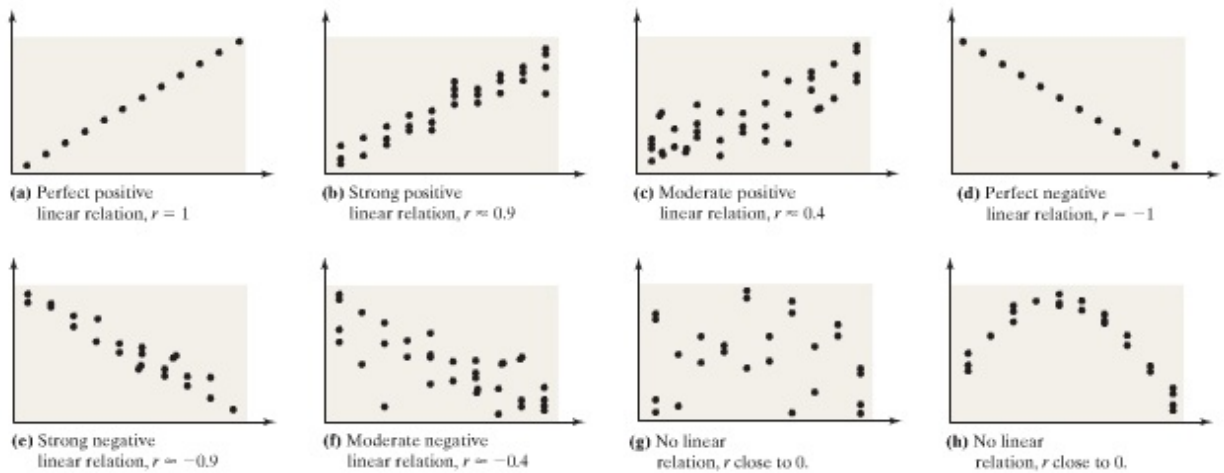 (a) Perfect positive
linear relation, r = 1
(b) Strong positive
linear relation, r ≈ 0.9
(c) Moderate positive
linear relation, r ≈ 0.4
(d) Perfect negative
linear relation, r = −1
(e) Strong negative
linear relation, r ≈ −0.9
(f) Moderate negative
linear relation, r ≈ −0.4
(g) No linear
relation, r close to 0.
(h) No linear
relation, r close to 0.